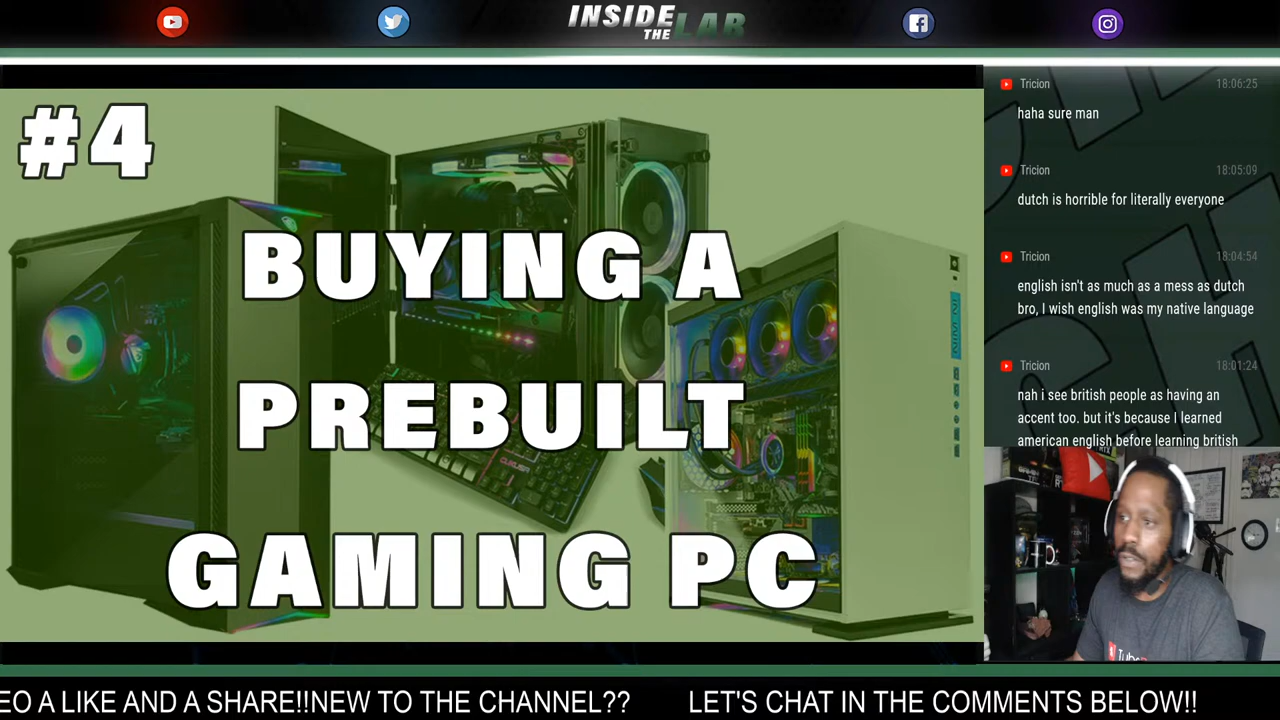 INSIDE
THE LAB
#4
BUYING A
PREBUILT
GAMING PC
IN WIN
Tricion 18:06:25
haha sure man
Tricion 18:05:09
dutch is horrible for literally everyone
Tricion 18:04:54
english isn't as much as a mess as dutch
bro, I wish english was my native language
Tricion 18:01:24
nah i see british people as having an
accent too. but it's because I learned
american english before learning british
EO A LIKE AND A SHARE!!NEW TO THE CHANNEL?? LET'S CHAT IN THE COMMENTS BELOW!!